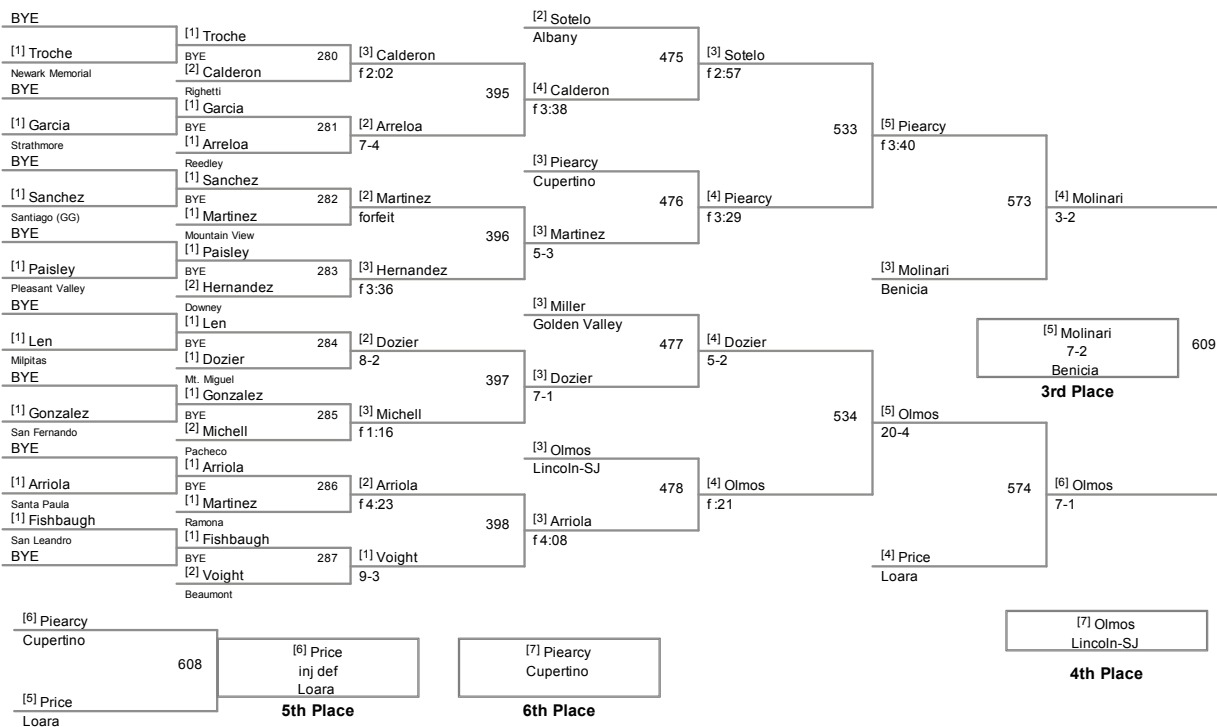 BYE
[1] Troche
Newark Memorial
BYE
[1] Garcia
Strathmore
BYE
[1] Sanchez
Santiago (GG)
BYE
[1] Paisley
Pleasant Valley
BYE
[1] Len
Milpitas
BYE
[1] Gonzalez
San Fernando
BYE
[1] Arriola
Santa Paula
[1] Fishbaugh
San Leandro
BYE
[1] Troche
BYE 280
[2] Calderon
Righetti
[1] Garcia
BYE 281
[1] Arreloa
Reedley
[1] Sanchez
BYE 282
[1] Martinez
Mountain View
[1] Paisley
BYE 283
[2] Hernandez
Downey
[1] Len
BYE 284
[1] Dozier
Mt. Miguel
[1] Gonzalez
BYE 285
[2] Michell
Pacheco
[1] Arriola
BYE 286
[1] Martinez
Ramona
[1] Fishbaugh
BYE 287
[2] Voight
Beaumont
[3] Calderon
f 2:02
395
[2] Arreloa
7-4
[2] Martinez
forfeit
396
[3] Hernandez
f 3:36
[2] Dozier
8-2
397
[3] Michell
f 1:16
[2] Arriola
f 4:23
398
[1] Voight
9-3
[2] Sotelo
Albany
475
[4] Calderon
f 3:38
[3] Piearcy
Cupertino
476
[3] Martinez
5-3
[3] Miller
Golden Valley
477
[3] Dozier
7-1
[3] Olmos
Lincoln-SJ
478
[3] Arriola
f 4:08
[3] Sotelo
f 2:57
533
[4] Piearcy
f 3:29
[4] Dozier
5-2
534
[4] Olmos
f :21
[5] Piearcy
f 3:40
573
[3] Molinari
Benicia
[5] Olmos
20-4
574
[4] Price
Loara
[4] Molinari
3-2
[5] Molinari
7-2
Benicia
609
3rd Place
[6] Olmos
7-1
[7] Olmos
Lincoln-SJ
4th Place
[6] Piearcy
Cupertino
608
[5] Price
Loara
[6] Price
inj def
Loara
5th Place
[7] Piearcy
Cupertino
6th Place